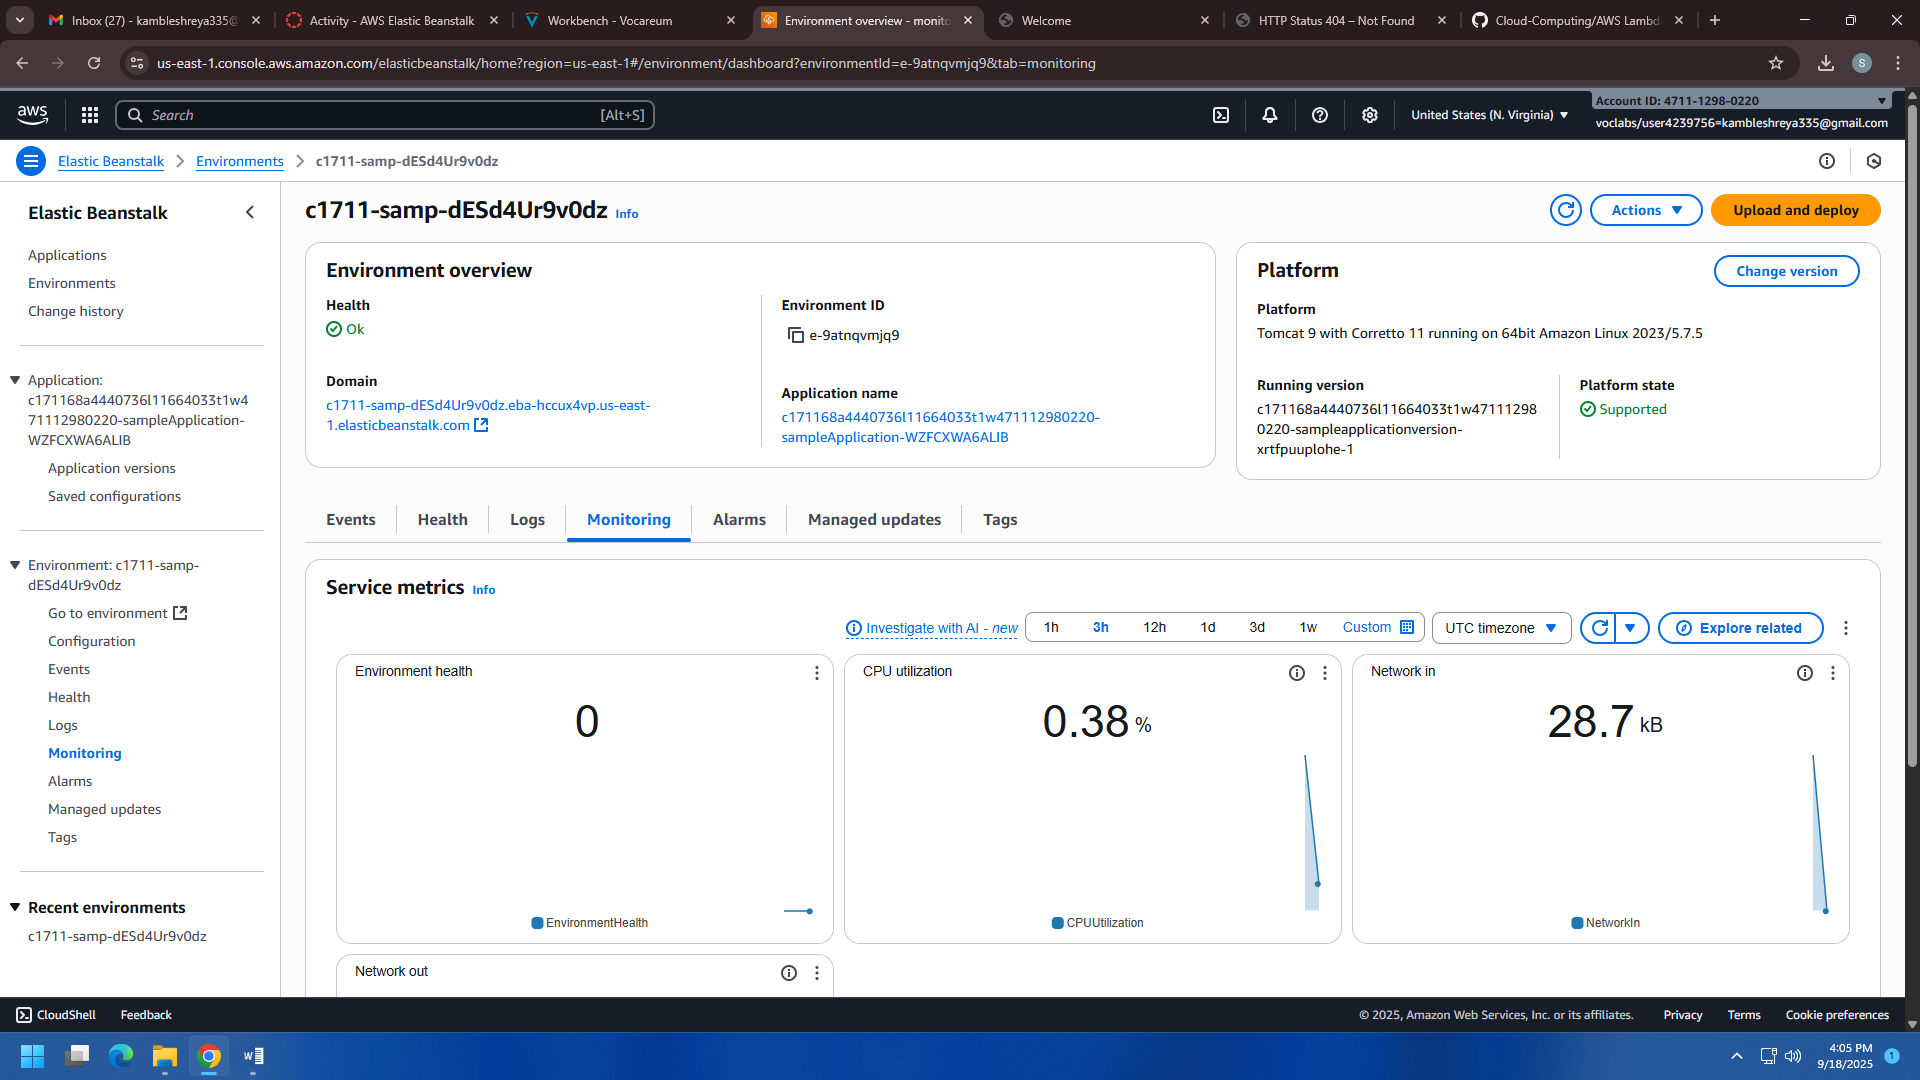 Inbox (27) - kambleshreya335@
Activity - AWS Elastic Beanstalk
Workbench - Vocareum
Environment overview - monito
Welcome
HTTP Status 404 – Not Found
Cloud-Computing/AWS Lambd
us-east-1.console.aws.amazon.com/elasticbeanstalk/home?region=us-east-1#/environment/dashboard?environmentId=e-9atnqvmjq9&tab=monitoring
S
aws
Search
[Alt+S]
United States (N. Virginia)
Account ID: 4711-1298-0220
voclabs/user4239756=kambleshreya335@gmail.com
Elastic Beanstalk
Environments
c1711-samp-dESd4Ur9v0dz
Elastic Beanstalk
Applications
Environments
Change history
Application:
c171168a4440736l11664033t1w4
71112980220-sampleApplication-
WZFCXWA6ALIB
Application versions
Saved configurations
Environment: c1711-samp-
dESd4Ur9v0dz
Go to environment
Configuration
Events
Health
Logs
Monitoring
Alarms
Managed updates
Tags
Recent environments
c1711-samp-dESd4Ur9v0dz
c1711-samp-dESd4Ur9v0dz Info
Actions
Upload and deploy
Environment overview
Health
Ok
Domain
c1711-samp-dESd4Ur9v0dz.eba-hccux4vp.us-east-
1.elasticbeanstalk.com
Environment ID
e-9atnqvmjq9
Application name
c171168a4440736l11664033t1w471112980220-
sampleApplication-WZFCXWA6ALIB
Platform
Change version
Platform
Tomcat 9 with Corretto 11 running on 64bit Amazon Linux 2023/5.7.5
Running version
c171168a4440736l11664033t1w47111298
0220-sampleapplicationversion-
xrtfpuuplohe-1
Platform state
Supported
Events
Health
Logs
Monitoring
Alarms
Managed updates
Tags
Service metrics Info
Investigate with AI - new
1h
3h
12h
1d
3d
1w
Custom
UTC timezone
Explore related
Environment health
0
EnvironmentHealth
CPU utilization
0.38 %
CPUUtilization
Network in
28.7 kB
NetworkIn
Network out
CloudShell
Feedback
© 2025, Amazon Web Services, Inc. or its affiliates.
Privacy
Terms
Cookie preferences
4:05 PM
9/18/2025
1